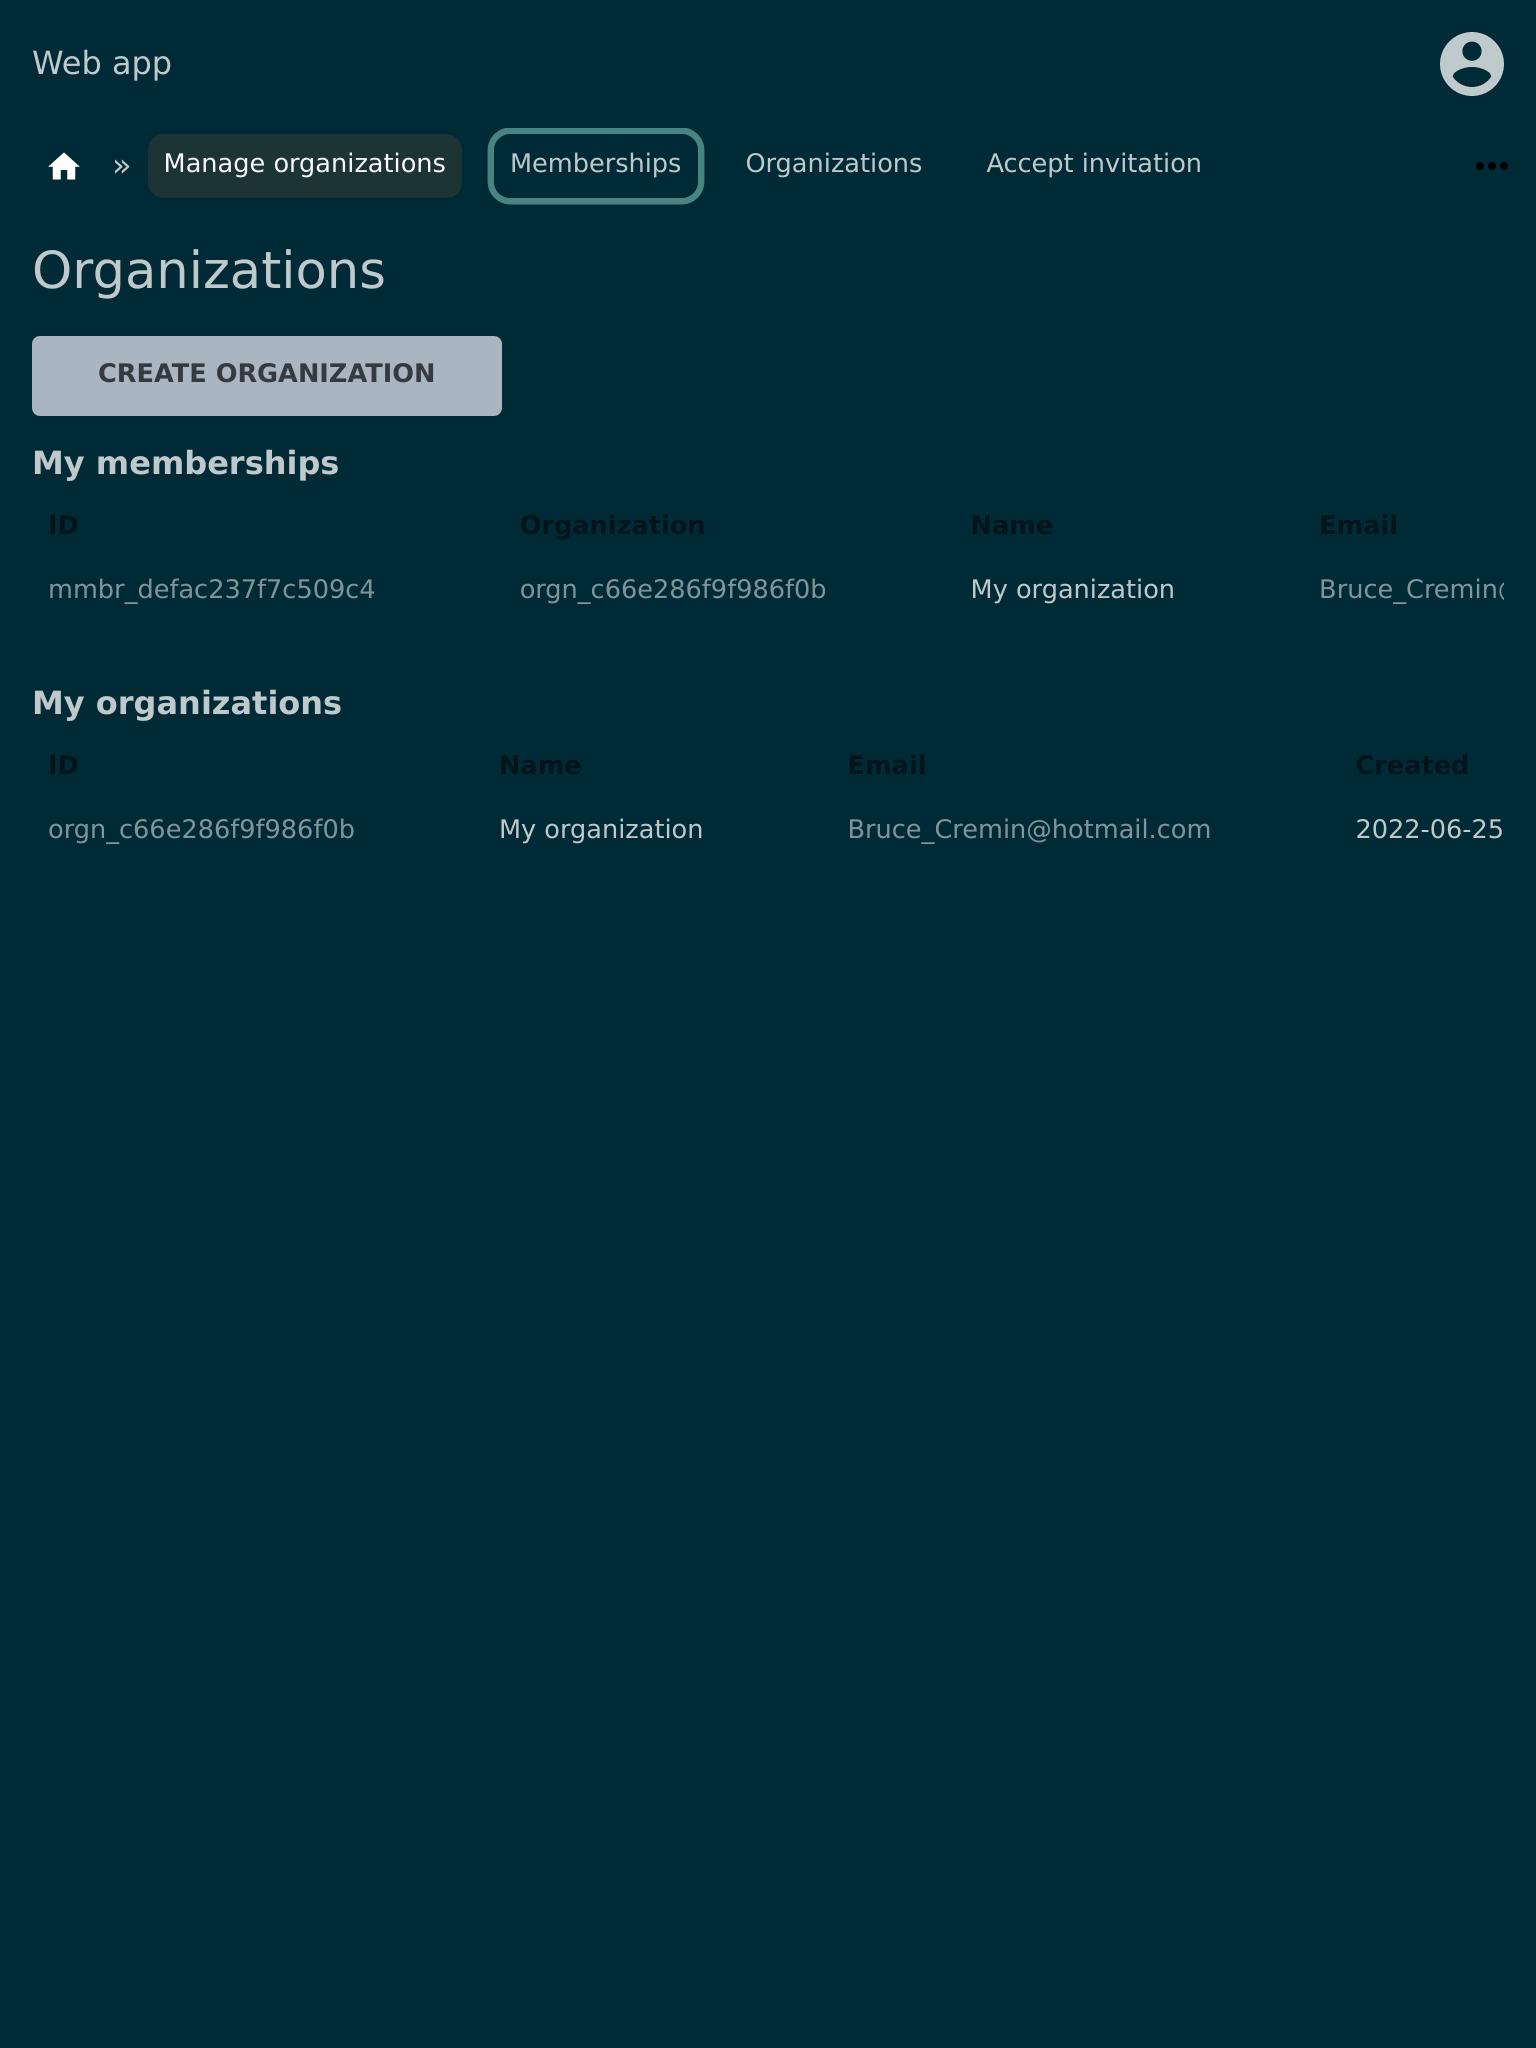 Web app
» Manage organizations Memberships Organizations Accept invitation
Organizations
CREATE ORGANIZATION
My memberships
ID Organization Name Email
mmbr_defac237f7c509c4 orgn_c66e286f9f986f0b My organization Bruce_Cremin@
My organizations
ID Name Email Created
orgn_c66e286f9f986f0b My organization Bruce_Cremin@hotmail.com 2022-06-25